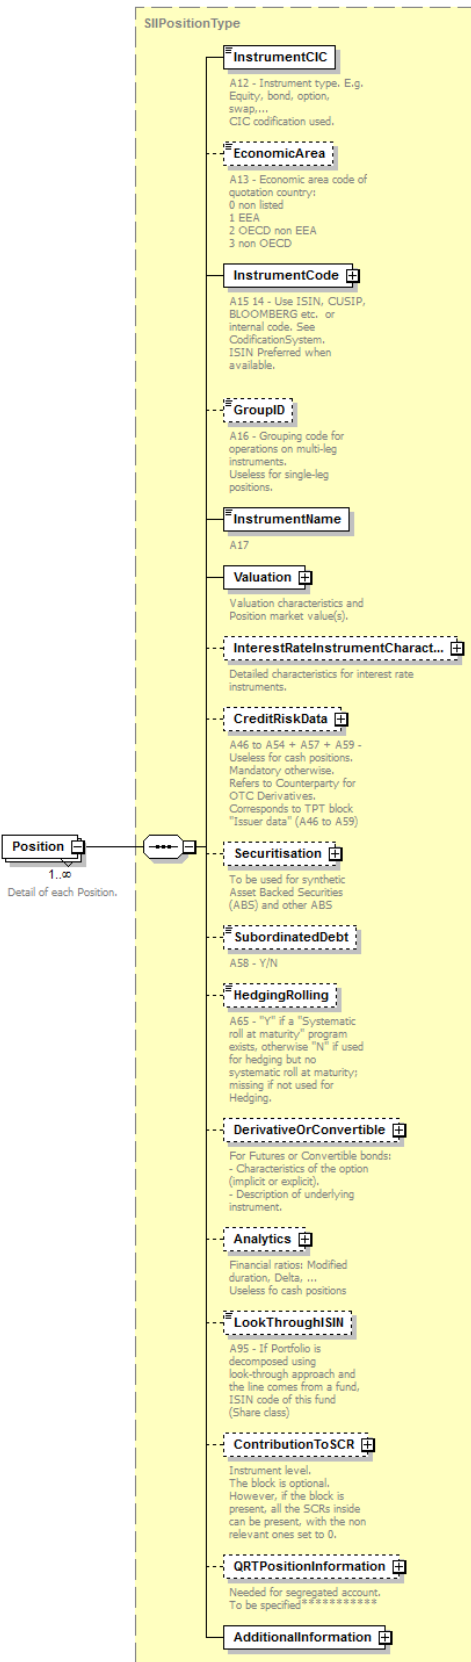 SIIPositionType
InstrumentCIC
A12 - Instrument type. E.g.
Equity, bond, option,
swap,...
CIC codification used.
EconomicArea
A13 - Economic area code of
quotation country:
0 non listed
1 EEA
2 OECD non EEA
3 non OECD
InstrumentCode
A15 14 - Use ISIN, CUSIP,
BLOOMBERG etc.  or
internal code. See
CodificationSystem.
ISIN Preferred when
available.
GroupID
A16 - Grouping code for
operations on multi-leg
instruments.
Useless for single-leg
positions.
InstrumentName
A17
Valuation
Valuation characteristics and
Position market value(s).
InterestRateInstrumentCharact...
Detailed characteristics for interest rate
instruments.
CreditRiskData
A46 to A54 + A57 + A59 -
Useless for cash positions.
Mandatory otherwise.
Refers to Counterparty for
OTC Derivatives.
Corresponds to TPT block
"Issuer data" (A46 to A59)
Position
1..∞
Detail of each Position.
Securitisation
To be used for synthetic
Asset Backed Securities
(ABS) and other ABS
SubordinatedDebt
A58 - Y/N
HedgingRolling
A65 - "Y" if a "Systematic
roll at maturity" program
exists, otherwise "N" if used
for hedging but no
systematic roll at maturity;
missing if not used for
Hedging.
DerivativeOrConvertible
For Futures or Convertible bonds:
- Characteristics of the option
(implicit or explicit).
- Description of underlying
instrument.
Analytics
Financial ratios: Modified
duration, Delta, ...
Useless fo cash positions
LookThroughISIN
A95 - If Portfolio is
decomposed using
look-through approach and
the line comes from a fund,
ISIN code of this fund
(Share class)
ContributionToSCR
Instrument level.
The block is optional.
However, if the block is
present, all the SCRs inside
can be present, with the non
relevant ones set to 0.
QRTPositionInformation
Needed for segregated account.
To be specified***********
AdditionalInformation